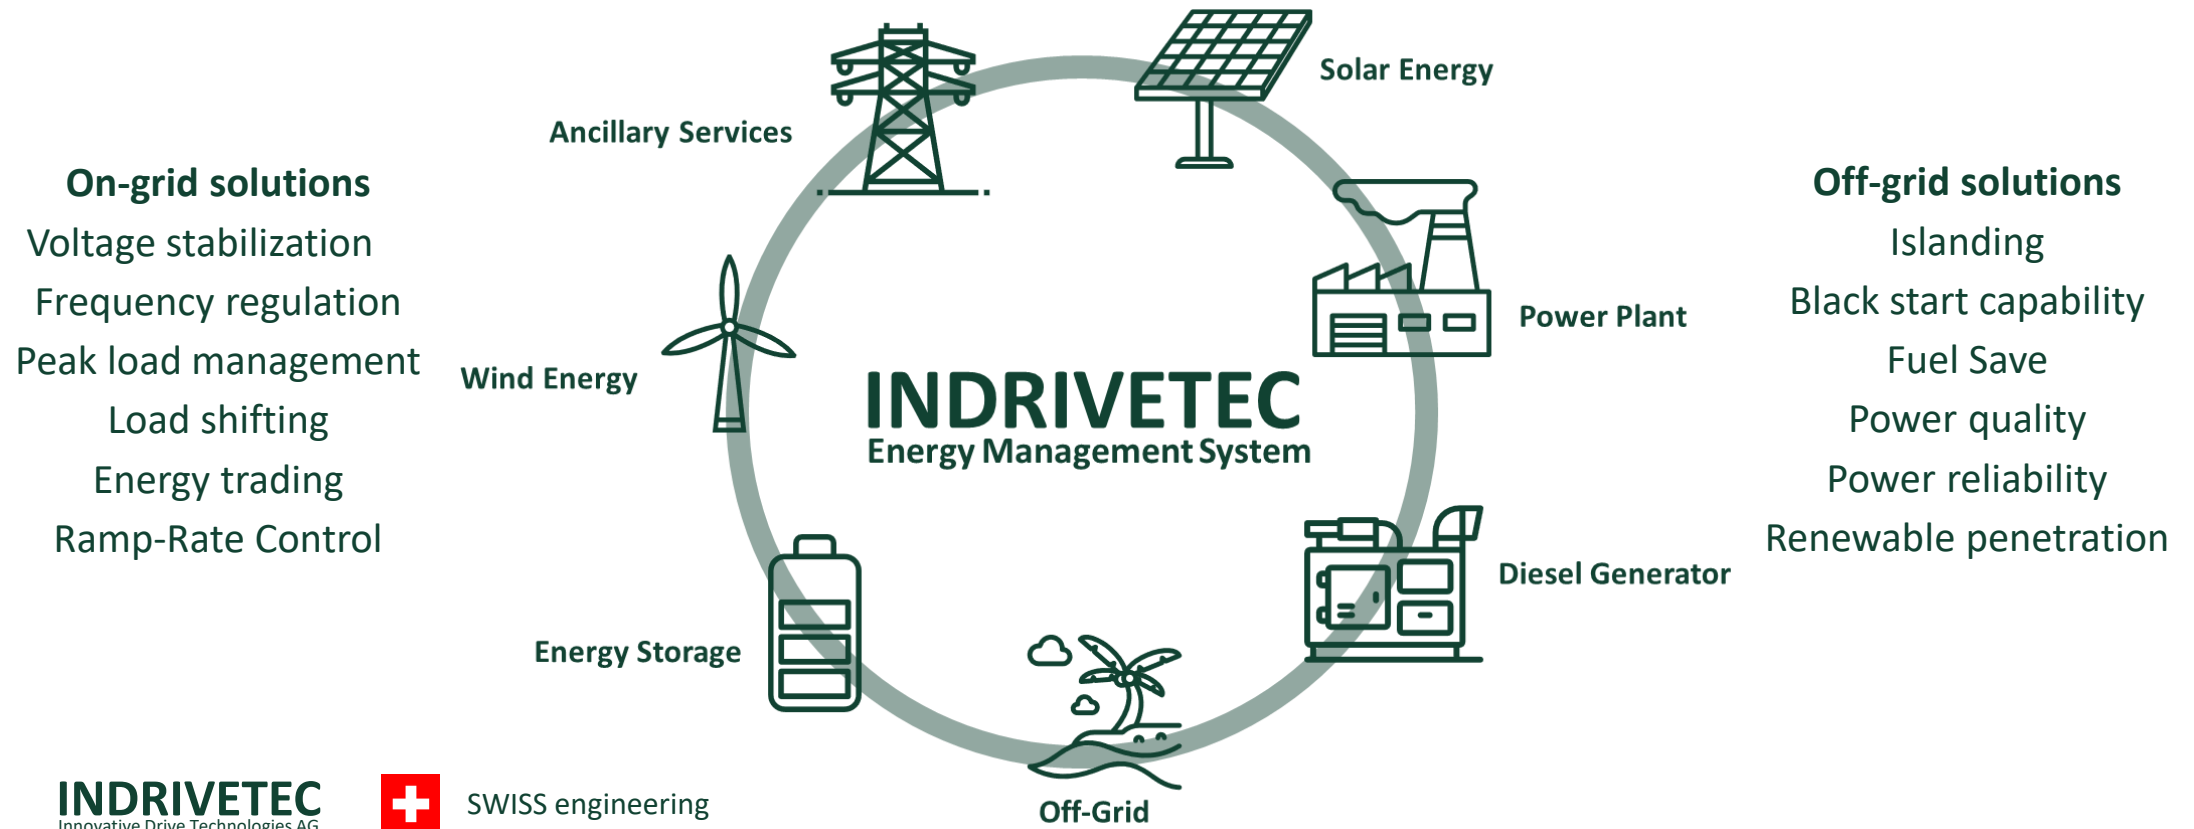 On-grid solutions
Voltage stabilization
Frequency regulation
Peak load management
Load shifting
Energy trading
Ramp-Rate Control
Ancillary Services
Solar Energy
Wind Energy
Power Plant
INDRIVETEC
Energy Management System
Energy Storage
Diesel Generator
Off-Grid
Off-grid solutions
Islanding
Black start capability
Fuel Save
Power quality
Power reliability
Renewable penetration
INDRIVETEC
Innovative Drive Technologies AG
SWISS engineering